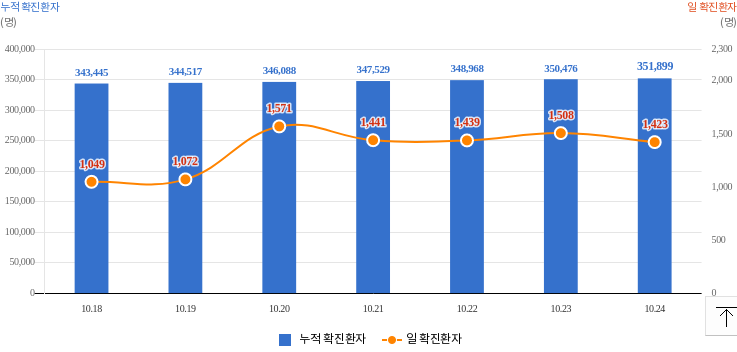 누적 확진환자 일 확진환자
(명) (명)
400,000 2,300
350,000 2,000
300,000
250,000 1,500
200,000 1,000
150,000
100,000 500
50,000
0 0
343,445 344,517 346,088 347,529 348,968 350,476 351,899
1,049 1,072 1,571 1,441 1,439 1,508 1,423
10.18 10.19 10.20 10.21 10.22 10.23 10.24
누적 확진환자 일 확진환자